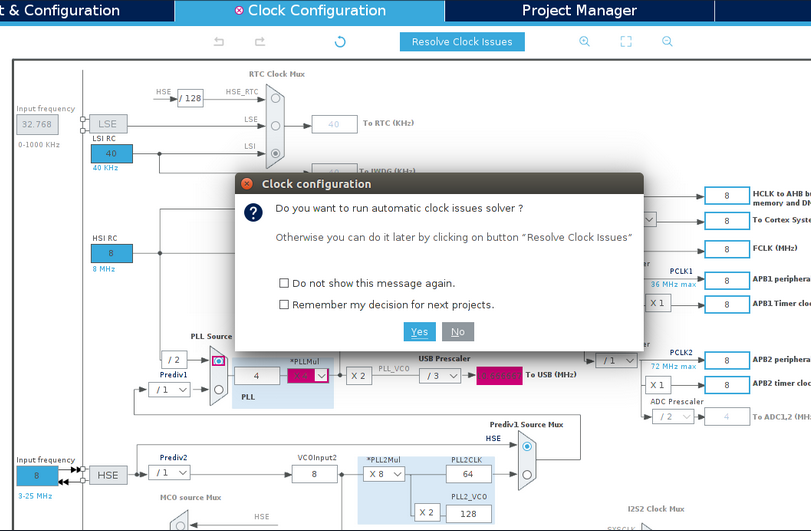 t & Configuration
Clock Configuration
Project Manager
Resolve Clock Issues
RTC Clock Mux
HSE
/ 128
HSE_RTC
Input frequency
32.768
LSE
LSE
40
To RTC (KHz)
0-1000 KHz
LSI RC
40
LSI
40 KHz
40
To IWDG (KHz)
Clock configuration
Do you want to run automatic clock issues solver ?
Otherwise you can do it later by clicking on button "Resolve Clock Issues"
Do not show this message again.
Remember my decision for next projects.
Yes
No
8
HCLK to AHB b
memory and D
8
To Cortex Syst
8
FCLK (MHz)
HSI RC
8
8 MHz
PCLK1
36 MHz max
8
APB1 periphera
X 1
8
APB1 Timer clo
PLL Source
/ 2
Prediv1
/ 1
4
*PLLMul
PLL
X 2
PLL_VCO
USB Prescaler
/ 3
To USB (MHz)
/ 1
PCLK2
72 MHz max
8
APB2 periphera
X 1
8
APB2 timer cloc
ADC Prescaler
/ 2
4
To ADC1,2 (MH
Prediv1 Source Mux
HSE
Input frequency
8
3-25 MHz
HSE
Prediv2
/ 1
VCOInput2
8
*PLL2Mul
X 8
PLL2CLK
64
PLL2_VCO
X 2
128
MCO source Mux
HSE
I2S2 Clock Mux
SYSCLK